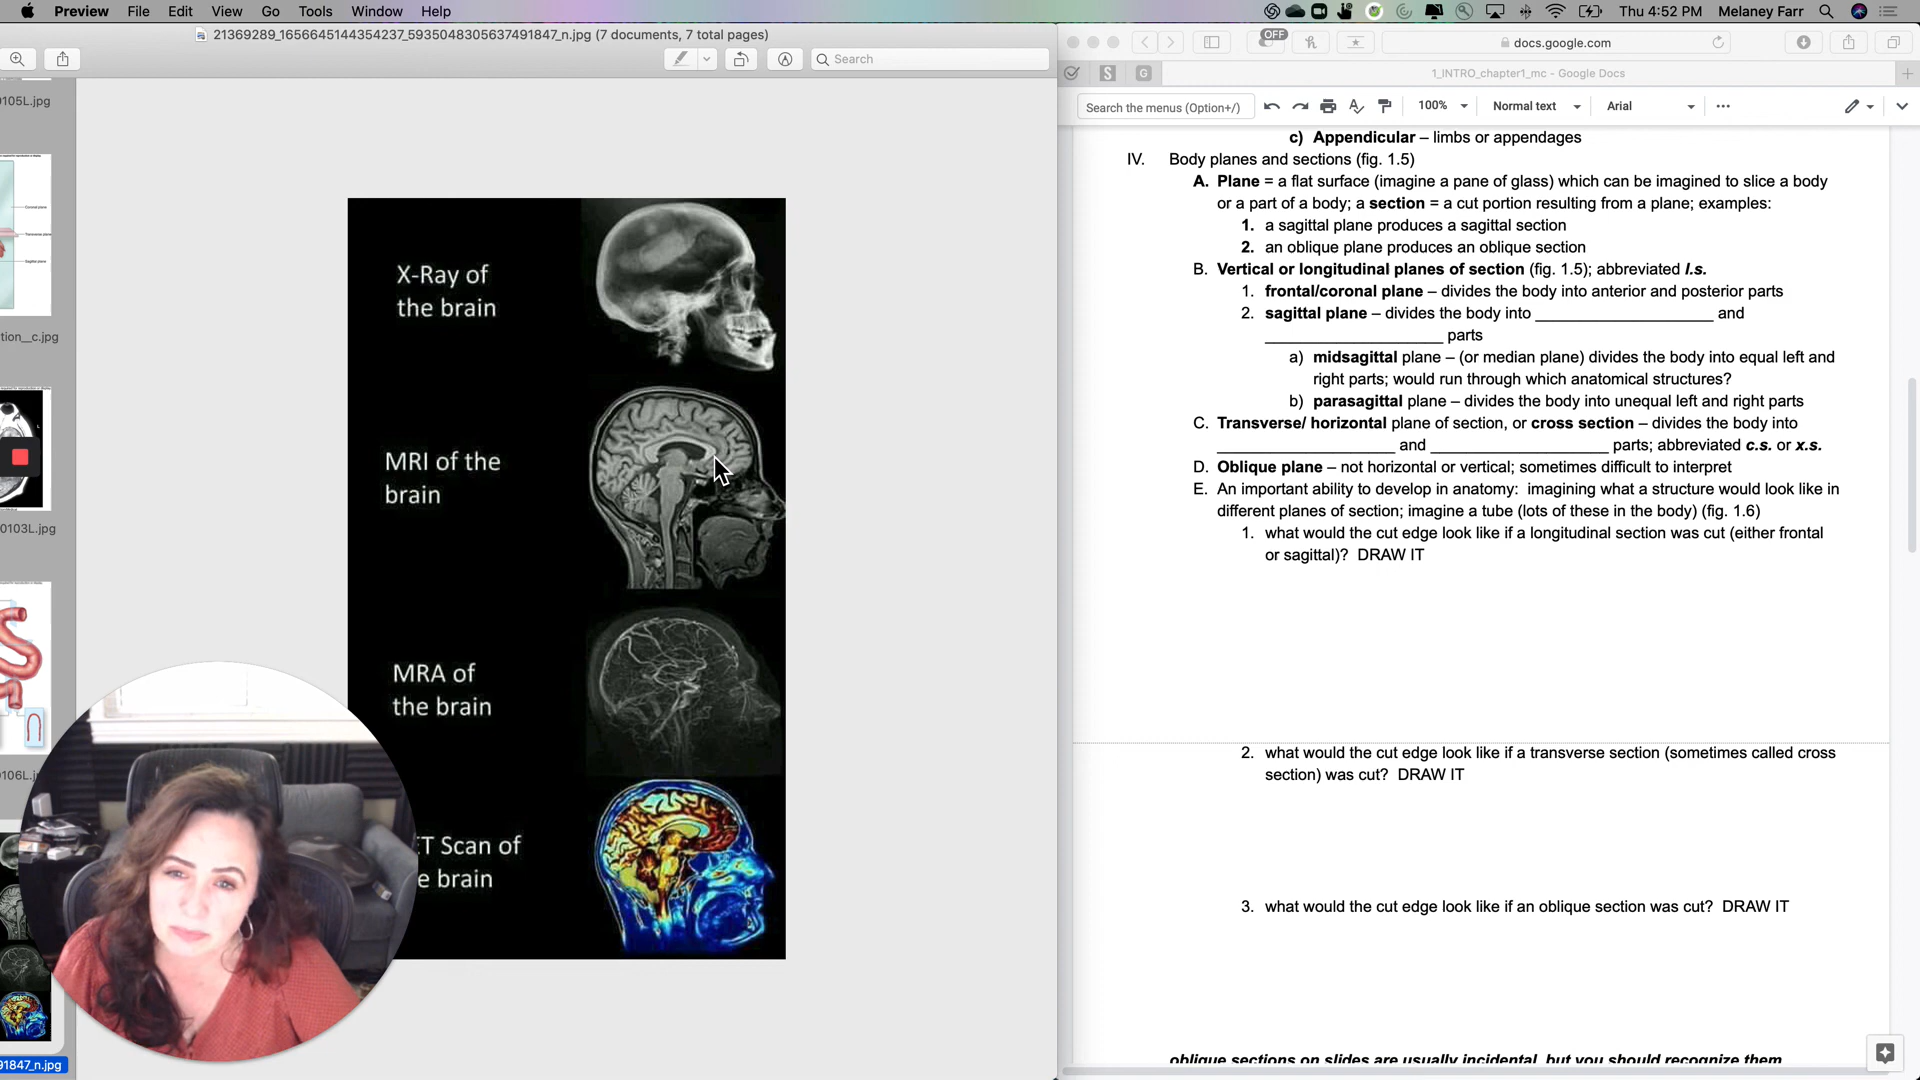 Preview File Edit View Go Tools Window Help
Thu 4:52 PM Melaney Farr
21369289_1656645144354237_5935048305637491847_n.jpg (7 documents, 7 total pages)
Search
0105L.jpg
Coronal plane
Transverse plane
Sagittal plane
tion__c.jpg
0103L.jpg
0106L.j
91847_n.jpg
X-Ray of
the brain
MRI of the
brain
MRA of
the brain
T Scan of
e brain
OFF
docs.google.com
S
G
1_INTRO_chapter1_mc - Google Docs
Search the menus (Option+/)
100%
Normal text
Arial
c) Appendicular – limbs or appendages
IV. Body planes and sections (fig. 1.5)
A. Plane = a flat surface (imagine a pane of glass) which can be imagined to slice a body
or a part of a body; a section = a cut portion resulting from a plane; examples:
1. a sagittal plane produces a sagittal section
2. an oblique plane produces an oblique section
B. Vertical or longitudinal planes of section (fig. 1.5); abbreviated l.s.
1. frontal/coronal plane – divides the body into anterior and posterior parts
2. sagittal plane – divides the body into ____________________ and
____________________ parts
a) midsagittal plane – (or median plane) divides the body into equal left and
right parts; would run through which anatomical structures?
b) parasagittal plane – divides the body into unequal left and right parts
C. Transverse/ horizontal plane of section, or cross section – divides the body into
____________________ and ____________________ parts; abbreviated c.s. or x.s.
D. Oblique plane – not horizontal or vertical; sometimes difficult to interpret
E. An important ability to develop in anatomy: imagining what a structure would look like in
different planes of section; imagine a tube (lots of these in the body) (fig. 1.6)
1. what would the cut edge look like if a longitudinal section was cut (either frontal
or sagittal)? DRAW IT
2. what would the cut edge look like if a transverse section (sometimes called cross
section) was cut? DRAW IT
3. what would the cut edge look like if an oblique section was cut? DRAW IT
oblique sections on slides are usually incidental, but you should recognize them